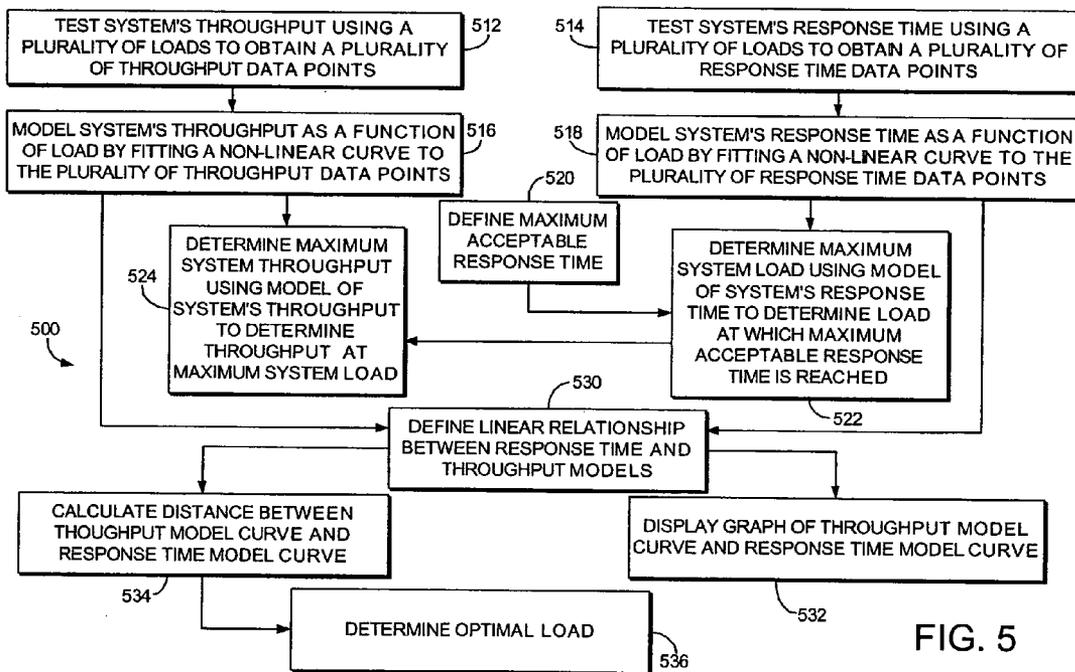 TEST SYSTEM'S THROUGHPUT USING A
PLURALITY OF LOADS TO OBTAIN A PLURALITY
OF THROUGHPUT DATA POINTS
512
514
TEST SYSTEM'S RESPONSE TIME USING A
PLURALITY OF LOADS TO OBTAIN A PLURALITY OF
RESPONSE TIME DATA POINTS
MODEL SYSTEM'S THROUGHPUT AS A FUNCTION
OF LOAD BY FITTING A NON-LINEAR CURVE TO
THE PLURALITY OF THROUGHPUT DATA POINTS
516
518
MODEL SYSTEM'S RESPONSE TIME AS A FUNCTION
OF LOAD BY FITTING A NON-LINEAR CURVE TO THE
PLURALITY OF RESPONSE TIME DATA POINTS
520
DEFINE MAXIMUM
ACCEPTABLE
RESPONSE TIME
524
DETERMINE MAXIMUM
SYSTEM THROUGHPUT
USING MODEL OF
SYSTEM'S THROUGHPUT
TO DETERMINE
THROUGHPUT AT
MAXIMUM SYSTEM LOAD
DETERMINE MAXIMUM
SYSTEM LOAD USING MODEL
OF SYSTEM'S RESPONSE
TIME TO DETERMINE LOAD
AT WHICH MAXIMUM
ACCEPTABLE RESPONSE
TIME IS REACHED
522
500
530
DEFINE LINEAR RELATIONSHIP
BETWEEN RESPONSE TIME AND
THROUGHPUT MODELS
CALCULATE DISTANCE BETWEEN
THOUGHPUT MODEL CURVE AND
RESPONSE TIME MODEL CURVE
534
DISPLAY GRAPH OF THROUGHPUT MODEL
CURVE AND RESPONSE TIME MODEL CURVE
532
DETERMINE OPTIMAL LOAD
536
FIG. 5